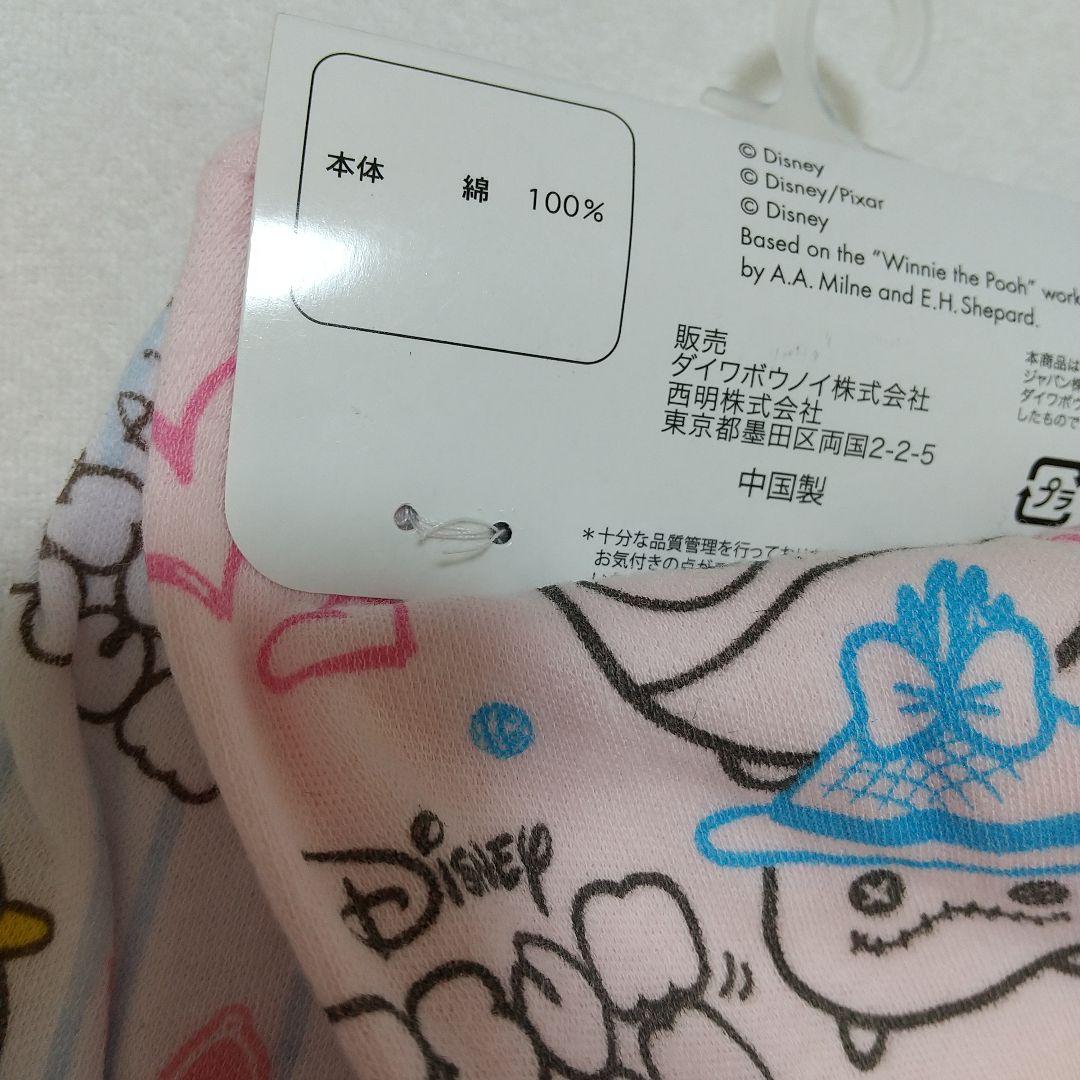 本体 綿 100%
© Disney
© Disney/Pixar
© Disney
Based on the "Winnie the Pooh" work
by A.A. Milne and E.H. Shepard.
販売
ダイワボウノイ株式会社
西明株式会社
東京都墨田区両国2-2-5
中国製
本商品は
ジャパン株
ダイワボウ
したもので
プラ
*十分な品質管理を行っており
お気付きの点が
DISNEY